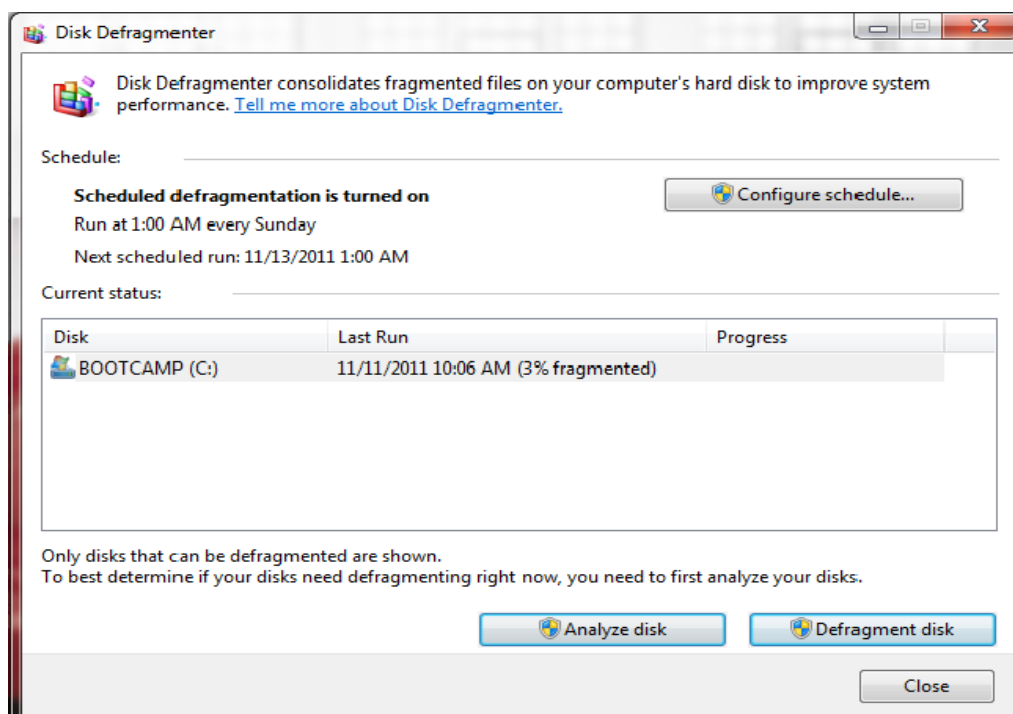 Disk Defragmenter
Disk Defragmenter consolidates fragmented files on your computer's hard disk to improve system
performance. Tell me more about Disk Defragmenter.
Schedule:
Scheduled defragmentation is turned on
Configure schedule...
Run at 1:00 AM every Sunday
Next scheduled run: 11/13/2011 1:00 AM
Current status:
Disk Last Run Progress
BOOTCAMP (C:) 11/11/2011 10:06 AM (3% fragmented)
Only disks that can be defragmented are shown.
To best determine if your disks need defragmenting right now, you need to first analyze your disks.
Analyze disk Defragment disk
Close